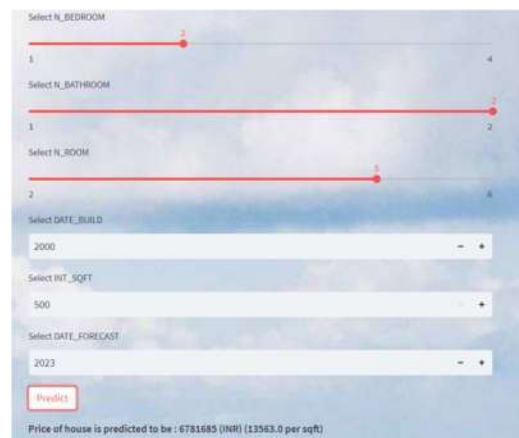 Select N_BEDROOM
2
1 4
Select N_BATHROOM
2
1 2
Select N_ROOM
5
2 6
Select DATE_BUILD
2000 - +
Select INT_SQFT
500 - +
Select DATE_FORECAST
2023 - +
Predict
Price of house is predicted to be : 6781685 (INR) (13563.0 per sqft)